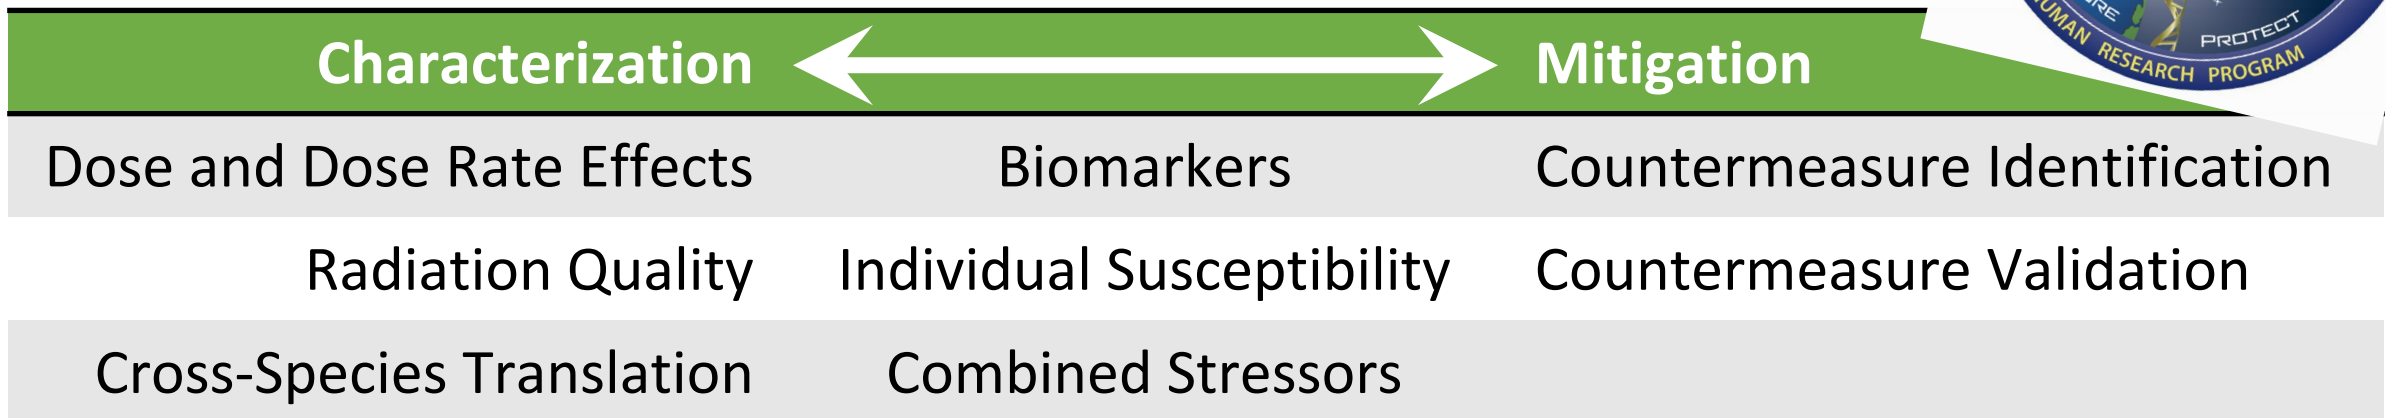 Characterization Mitigation
PROTECT
HUMAN RESEARCH PROGRAM
Dose and Dose Rate Effects Biomarkers Countermeasure Identification
Radiation Quality Individual Susceptibility Countermeasure Validation
Cross-Species Translation Combined Stressors